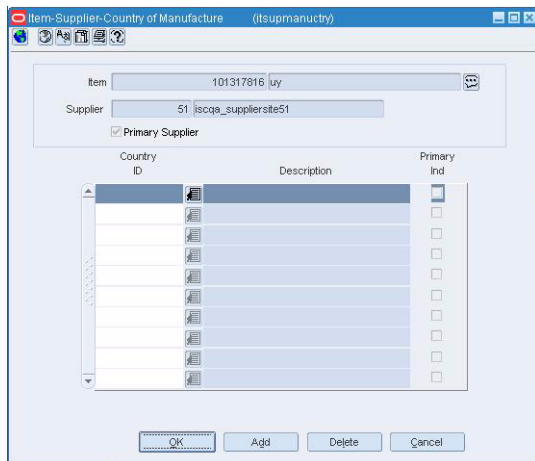 Item-Supplier-Country of Manufacture (itsupmanuctry)
Item 101317816 uy
Supplier 51 iscqa_suppliersite51
Primary Supplier
Country ID Description Primary Ind
OK Add Delete Cancel